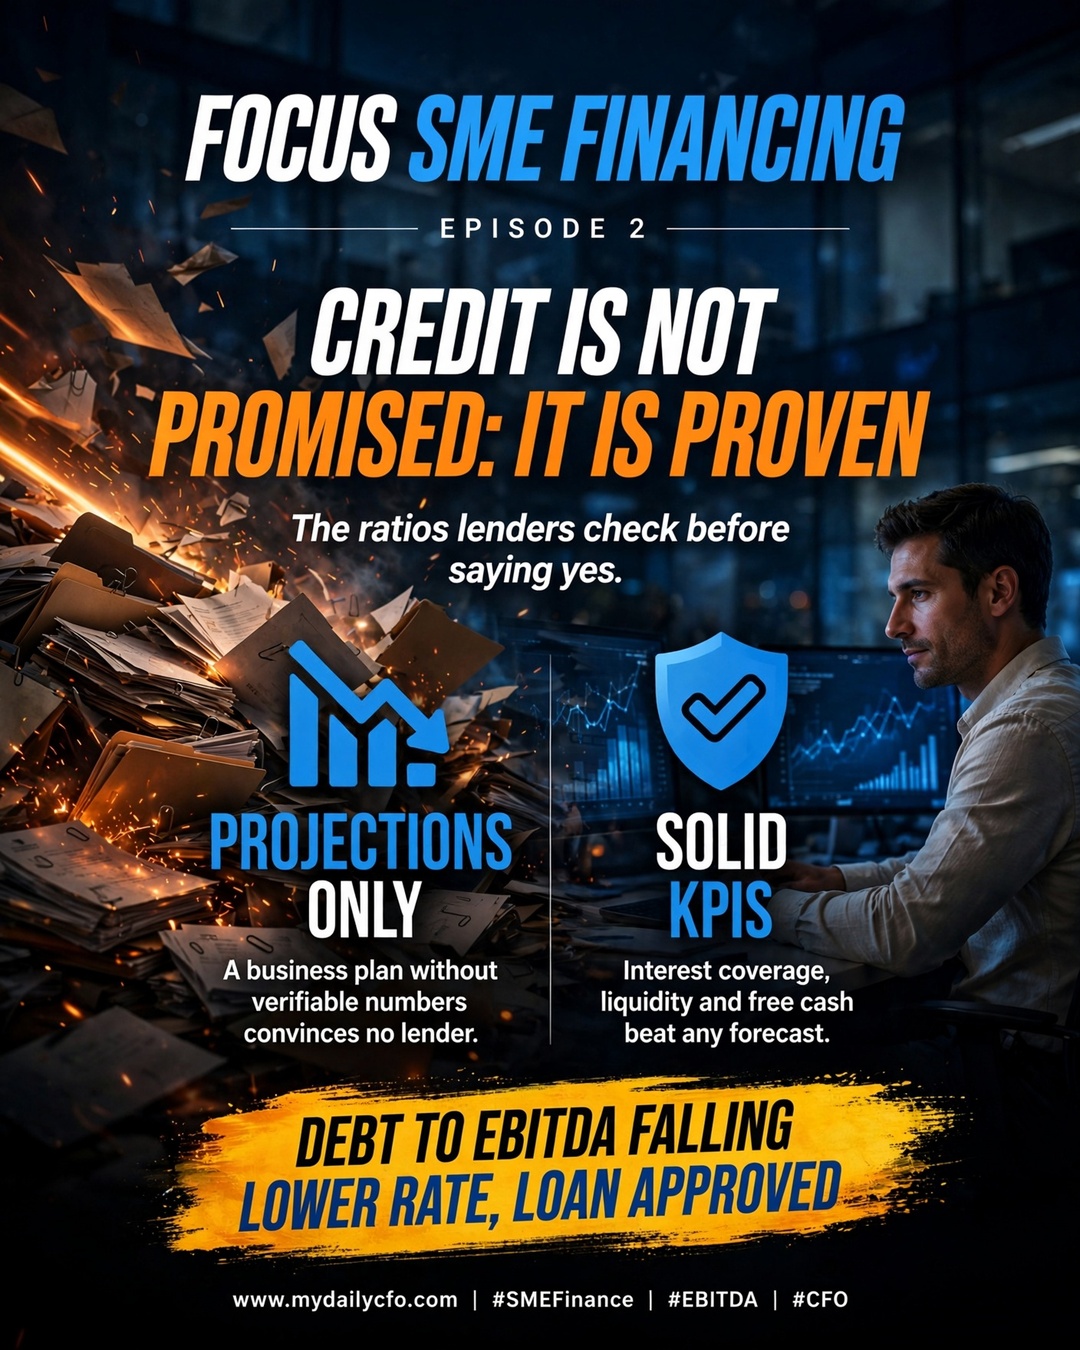 FOCUS SME FINANCING
EPISODE 2
CREDIT IS NOT
PROMISED: IT IS PROVEN
The ratios lenders check before
saying yes.
PROJECTIONS
ONLY
A business plan without
verifiable numbers
convinces no lender.
SOLID
KPIS
Interest coverage,
liquidity and free cash
beat any forecast.
DEBT TO EBITDA FALLING
LOWER RATE, LOAN APPROVED
www.mydailycfo.com | #SMEFinance | #EBITDA | #CFO